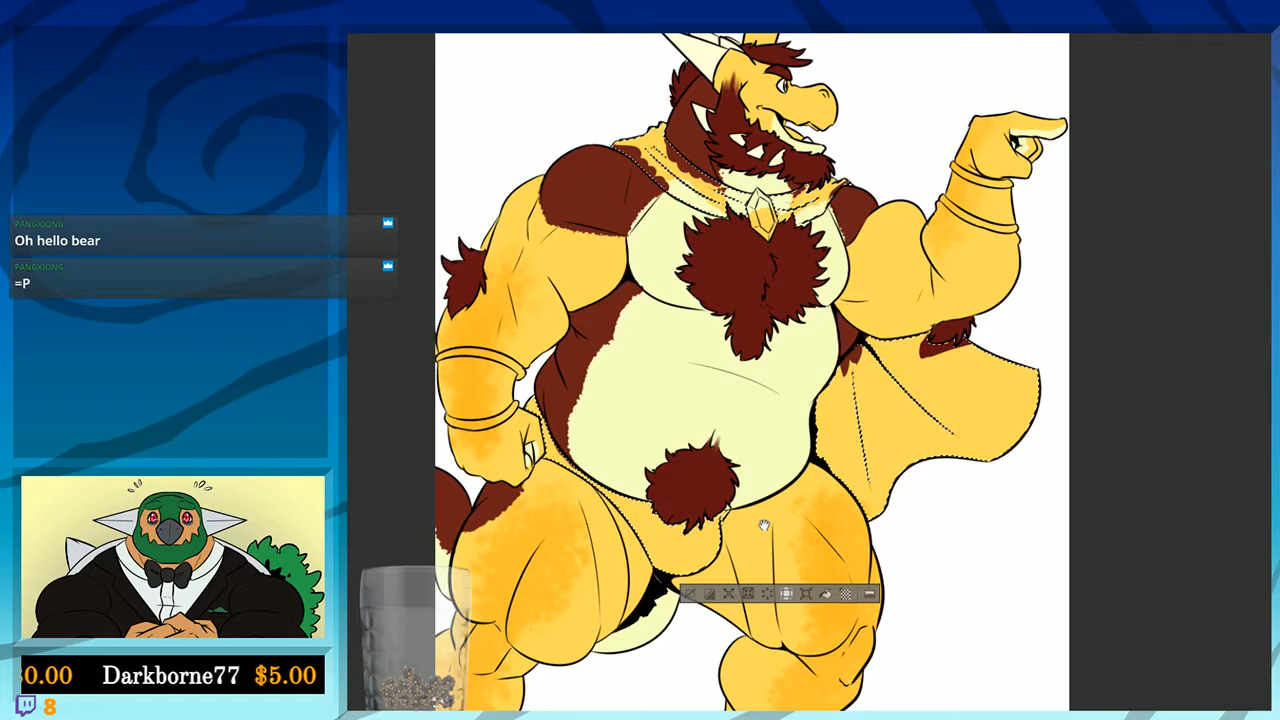 PANGXIONG
Oh hello bear
PANGXIONG
=P
0.00 Darkborne77 $5.00
8